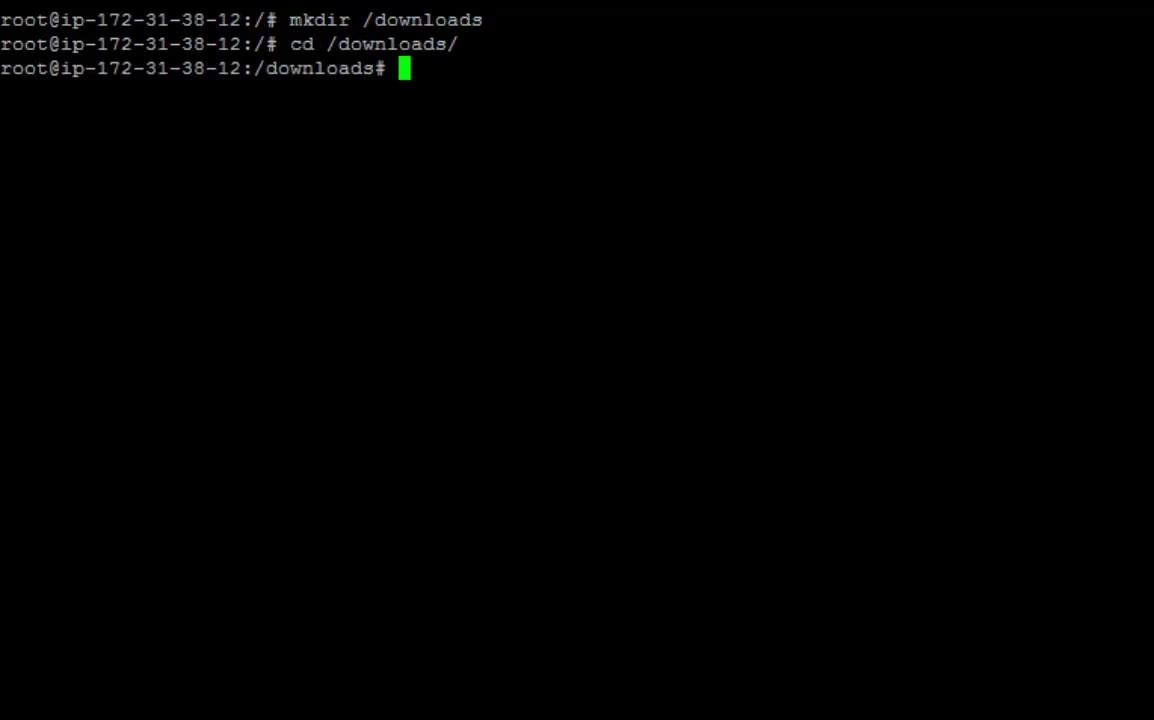 root@ip-172-31-38-12:/# mkdir /downloads
root@ip-172-31-38-12:/# cd /downloads/
root@ip-172-31-38-12:/downloads#